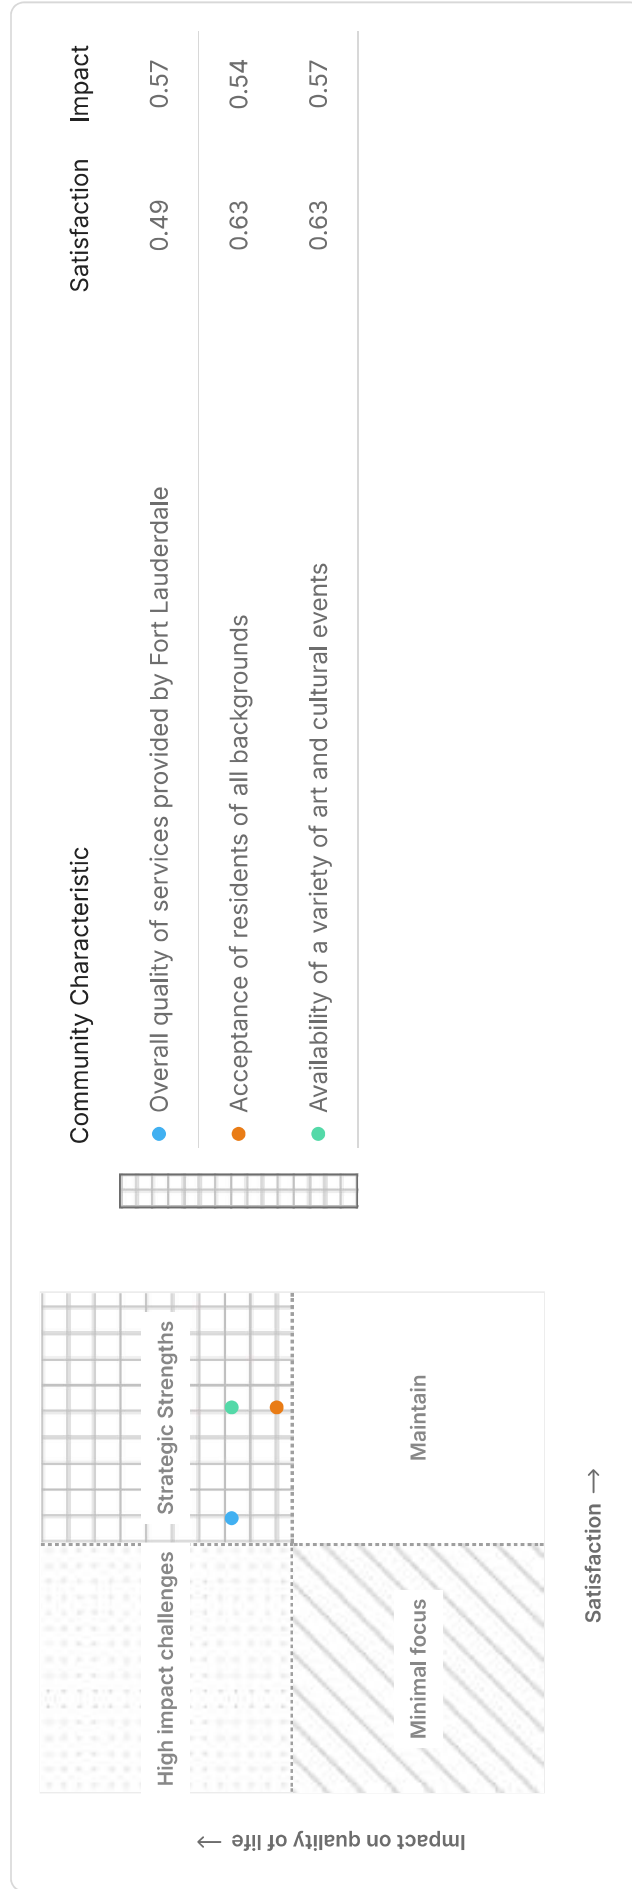 Impact on quality of life →
High impact challenges
Strategic Strengths
Minimal focus
Maintain
Satisfaction →
Community Characteristic Satisfaction Impact
Overall quality of services provided by Fort Lauderdale 0.49 0.57
Acceptance of residents of all backgrounds 0.63 0.54
Availability of a variety of art and cultural events 0.63 0.57